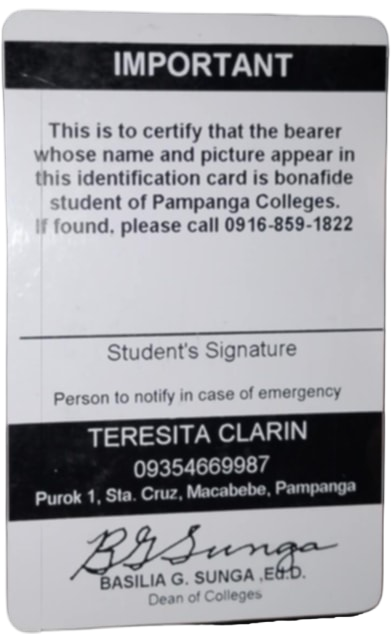 IMPORTANT
This is to certify that the bearer
whose name and picture appear in
this identification card is bonafide
student of Pampanga Colleges.
If found, please call 0916-859-1822
Student's Signature
Person to notify in case of emergency
TERESITA CLARIN
09354669987
Purok 1, Sta. Cruz, Macabebe, Pampanga
BGSunga
BASILIA G. SUNGA ,Ed.D.
Dean of Colleges